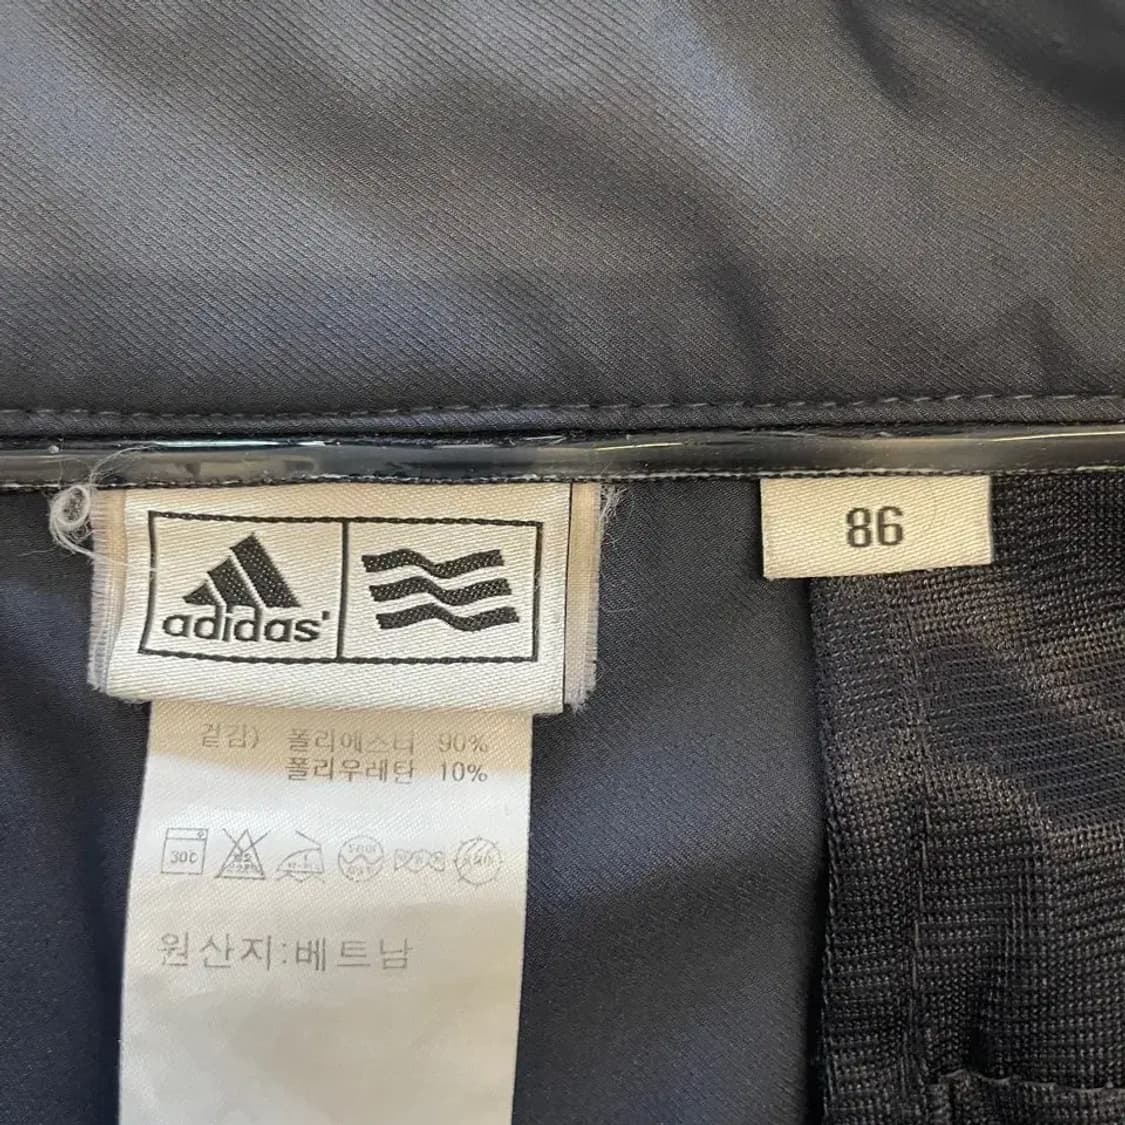 adidas
86
겉감) 폴리에스터 90%
폴리우레탄 10%
30℃
원산지:베트남